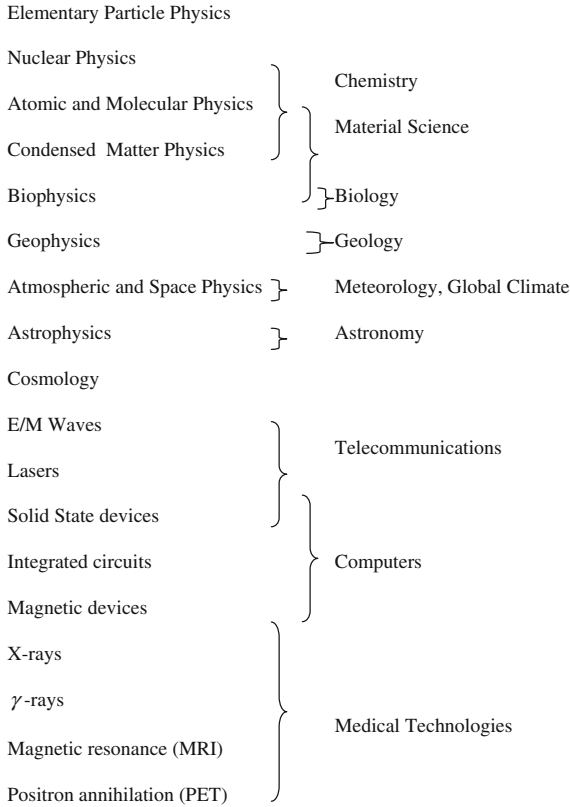 Elementary Particle Physics
Nuclear Physics
Chemistry
Atomic and Molecular Physics
Material Science
Condensed Matter Physics
Biophysics
Biology
Geophysics
Geology
Atmospheric and Space Physics
Meteorology, Global Climate
Astrophysics
Astronomy
Cosmology
E/M Waves
Telecommunications
Lasers
Solid State devices
Integrated circuits
Computers
Magnetic devices
X-rays
γ-rays
Medical Technologies
Magnetic resonance (MRI)
Positron annihilation (PET)